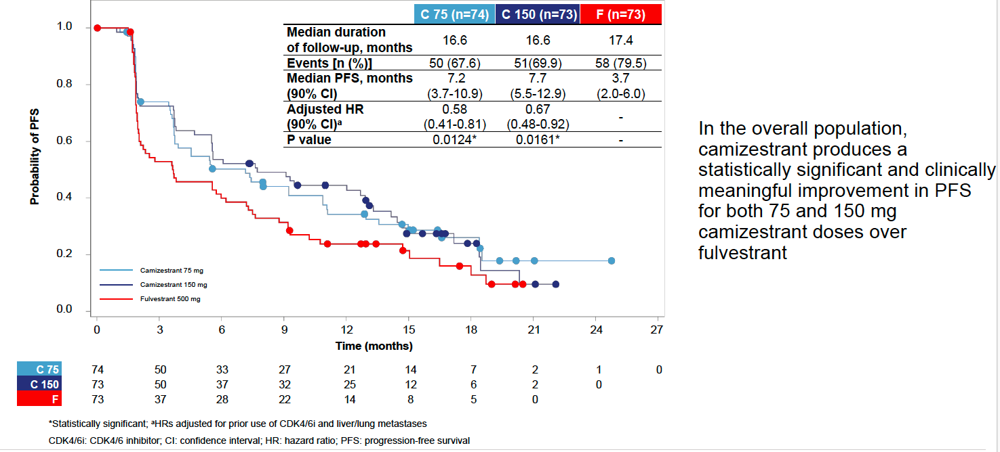 C 75 (n=74) C 150 (n=73) F (n=73)
Median duration
of follow-up, months 16.6 16.6 17.4
Events [n (%)] 50 (67.6) 51(69.9) 58 (79.5)
Median PFS, months 7.2 7.7 3.7
(90% CI) (3.7-10.9) (5.5-12.9) (2.0-6.0)
Adjusted HR 0.58 0.67 -
(90% CI)ᵃ (0.41-0.81) (0.48-0.92)
P value 0.0124* 0.0161* -
Probability of PFS
1.0
0.8
0.6
0.4
0.2
0.0
Camizestrant 75 mg
Camizestrant 150 mg
Fulvestrant 500 mg
0 3 6 9 12 15 18 21 24 27
Time (months)
C 75 74 50 33 27 21 14 7 2 1 0
C 150 73 50 37 32 25 12 6 2 0
F 73 37 28 22 14 8 5 0
*Statistically significant; ᵃHRs adjusted for prior use of CDK4/6i and liver/lung metastases
CDK4/6i: CDK4/6 inhibitor; CI: confidence interval; HR: hazard ratio; PFS: progression-free survival
In the overall population,
camizestrant produces a
statistically significant and clinically
meaningful improvement in PFS
for both 75 and 150 mg
camizestrant doses over
fulvestrant